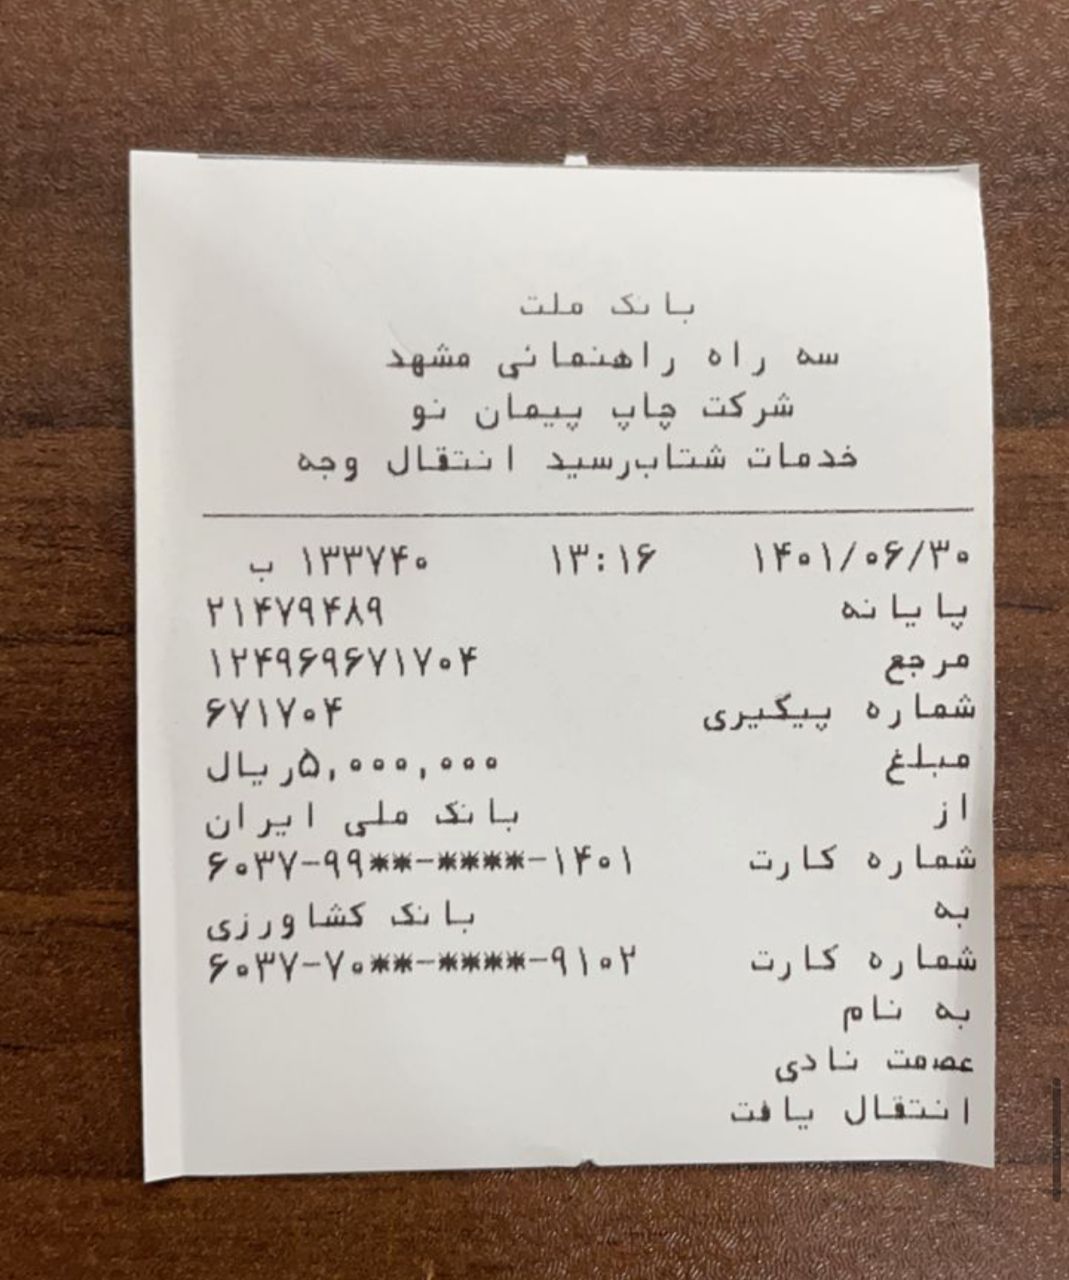 بانک ملت
سه راه راهنمائی مشهد
شرکت چاپ پیمان نو
خدمات شتاب‌رسید انتقال وجه
۱۴۰۱/۰۶/۳۰ ۱۳:۱۶ ۱۳۳۷۴۰ ب
پایانه ۲۱۴۷۹۴۸۹
مرجع ۱۲۴۹۶۹۶۷۱۷۰۴
شماره پیگیری ۶۷۱۷۰۴
مبلغ ۵,۰۰۰,۰۰۰ریال
از بانک ملی ایران
شماره کارت ۶۰۳۷-۹۹**-****-۱۴۰۱
به بانک کشاورزی
شماره کارت ۶۰۳۷-۷۰**-****-۹۱۰۲
به نام
عصمت نادی
انتقال یافت